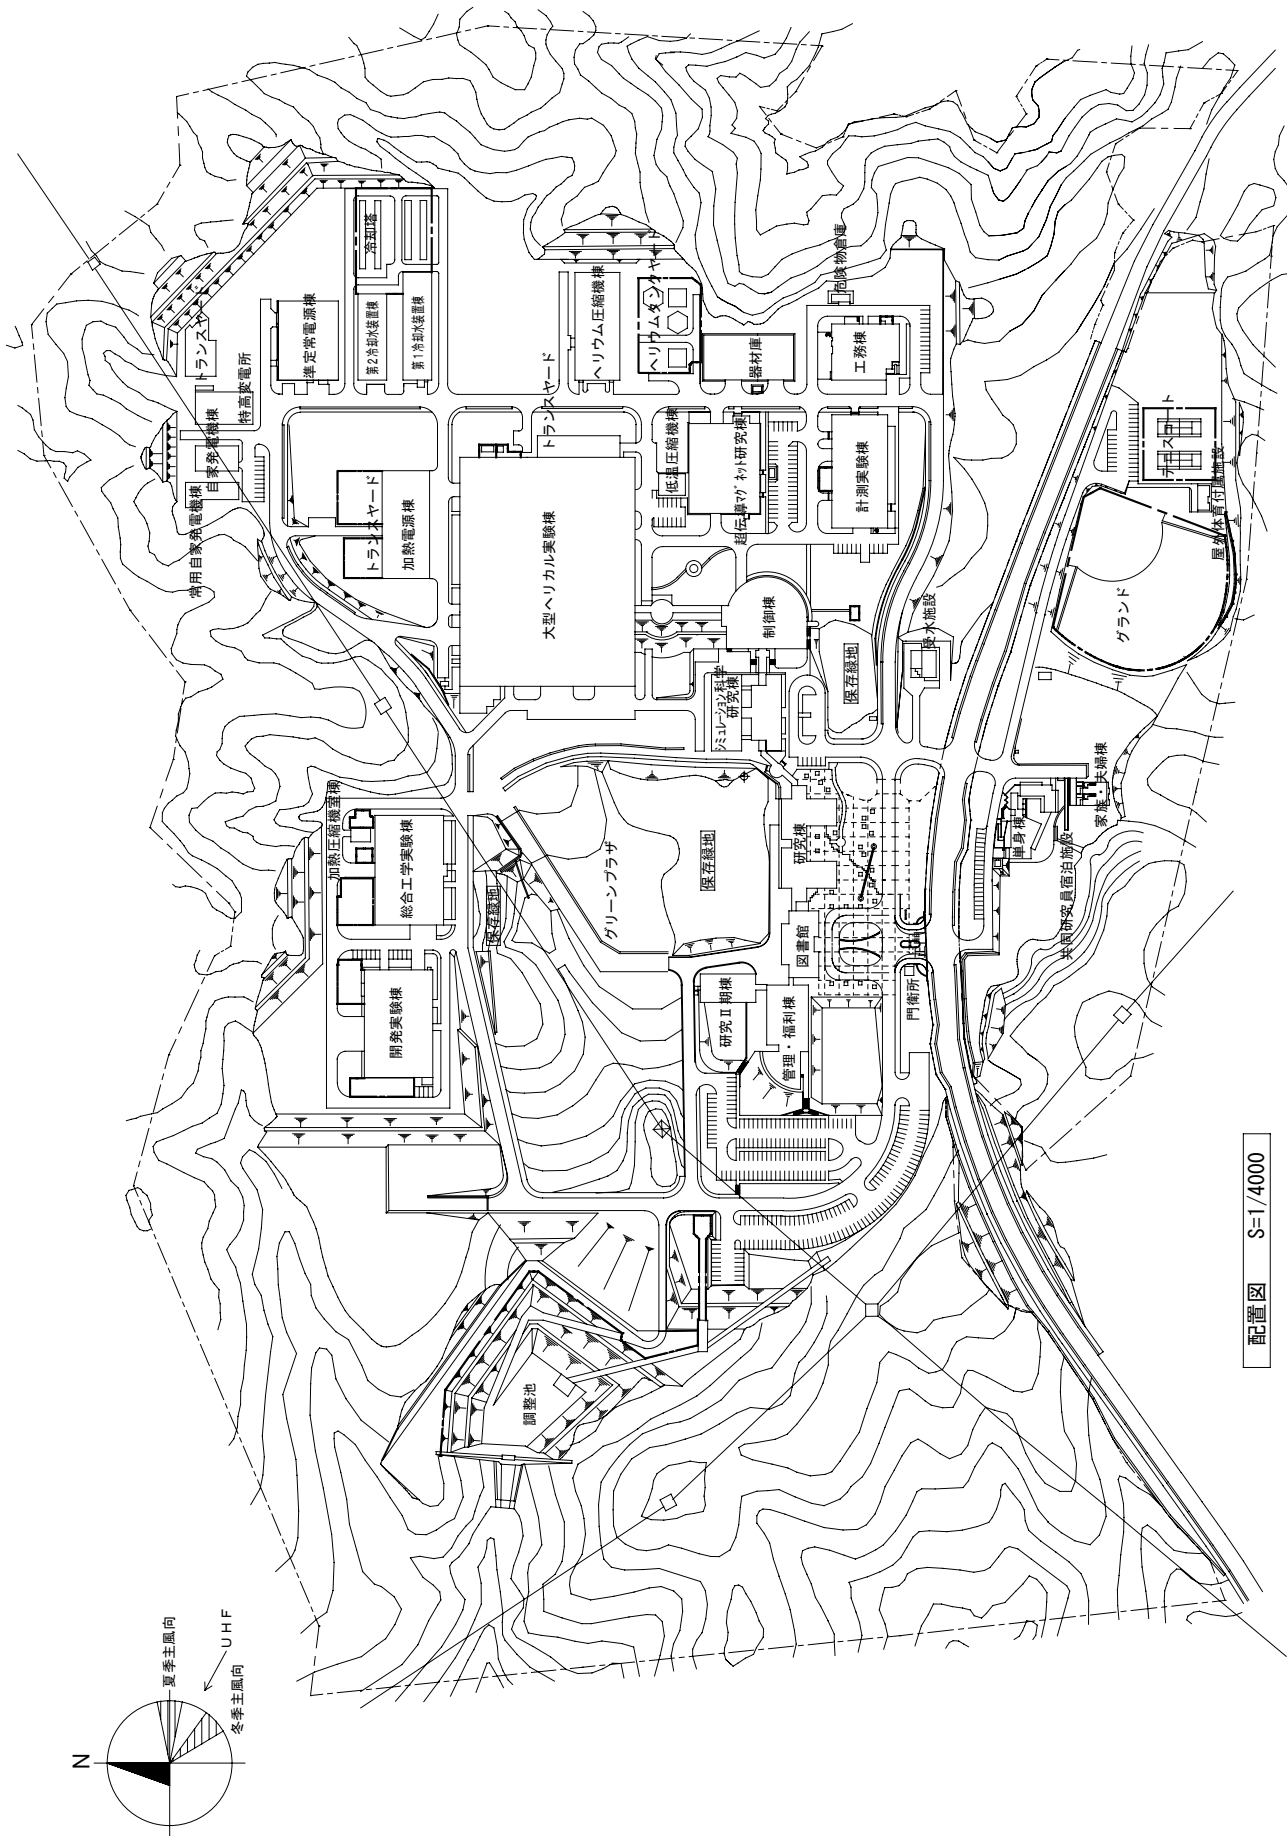 N
夏季主風向
UHF
冬季主風向
配置図 S=1/4000
調整池
開発実験棟
総合工学実験棟
加熱圧縮機室棟
保存緑地
グリーンプラザ
保存緑地
研究Ⅱ期棟
管理・福利棟
図書館
研究棟
門衛所
シミュレーション科学
研究棟
制御棟
保存緑地
受水施設
大型ヘリカル実験棟
加熱電源棟
トランスヤード
常用自家発電機棟
自家発電機棟
特高変電所
トランスヤード
準定常電源棟
第2冷却水装置棟
第1冷却水装置棟
冷却塔
トランスヤード
ヘリウム圧縮機棟
ヘリウムタンクヤード
低温圧縮機棟
超伝導マグネット研究棟
器材庫
計測実験棟
工務棟
危険物倉庫
単身棟
家族・夫婦棟
共同研究員宿泊施設
グランド
テニスコート
屋外体育付属施設